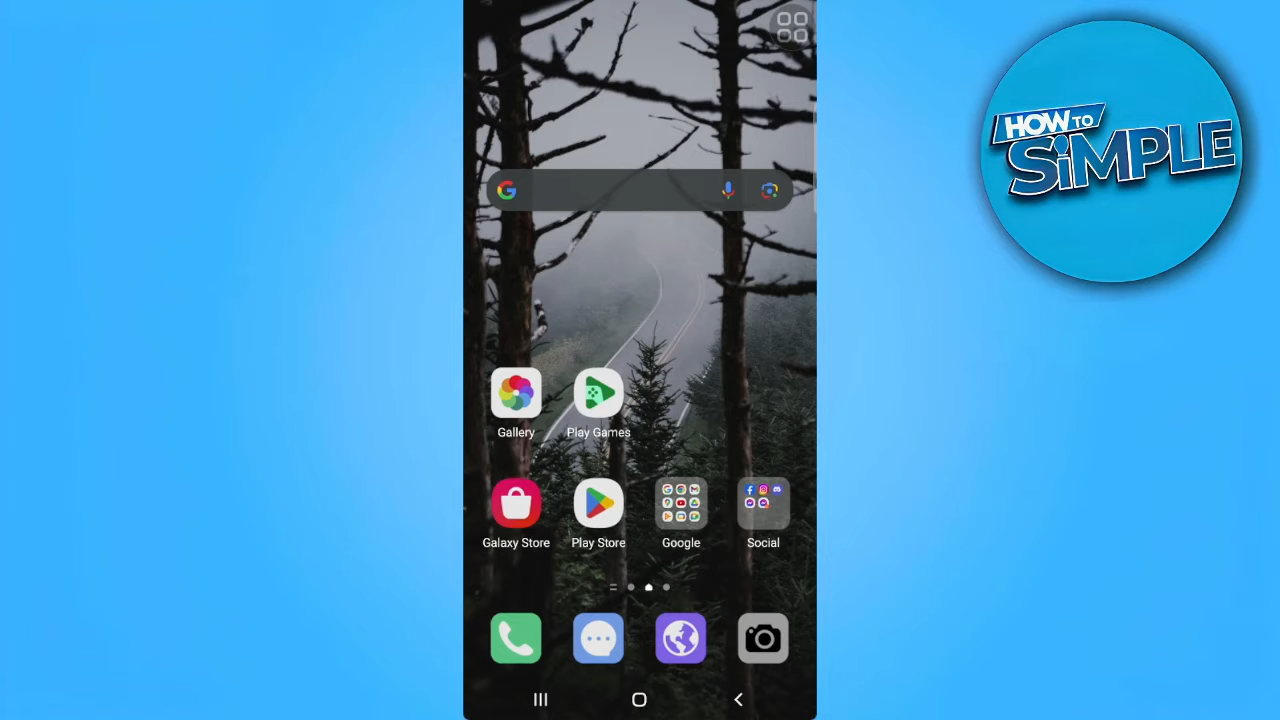 HOW TO
SiMPLE
Gallery
Play Games
Galaxy Store
Play Store
Google
Social